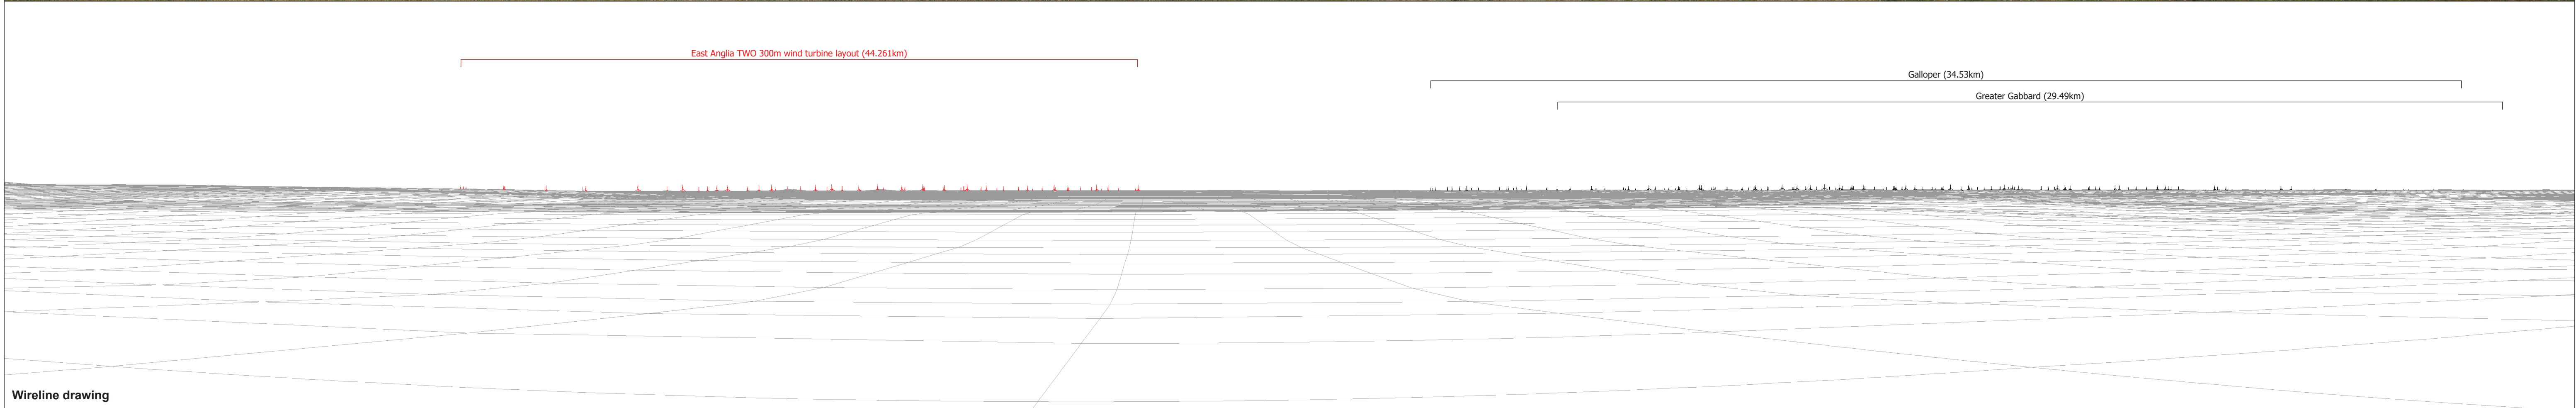 East Anglia TWO 300m wind turbine layout (44.261km)
Galloper (34.53km)
Greater Gabbard (29.49km)
Wireline drawing